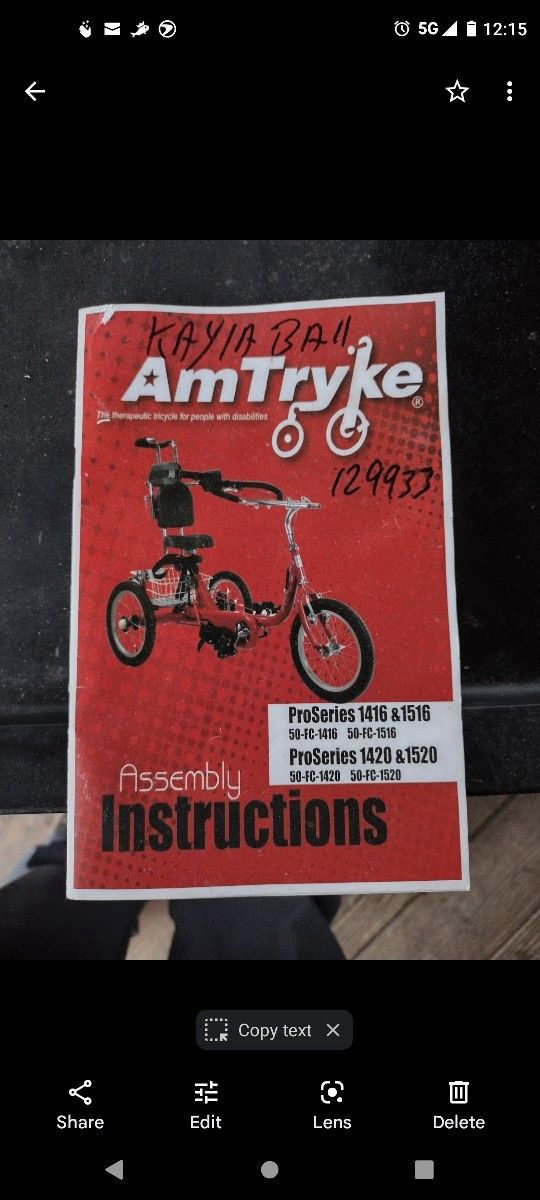 12:15
5G
KAYlA BAll
AmTryke®
The therapeutic tricycle for people with disabilities
129933
ProSeries 1416 &1516
50-FC-1416 50-FC-1516
ProSeries 1420 &1520
50-FC-1420 50-FC-1520
Assembly
Instructions
Copy text
Share Edit Lens Delete